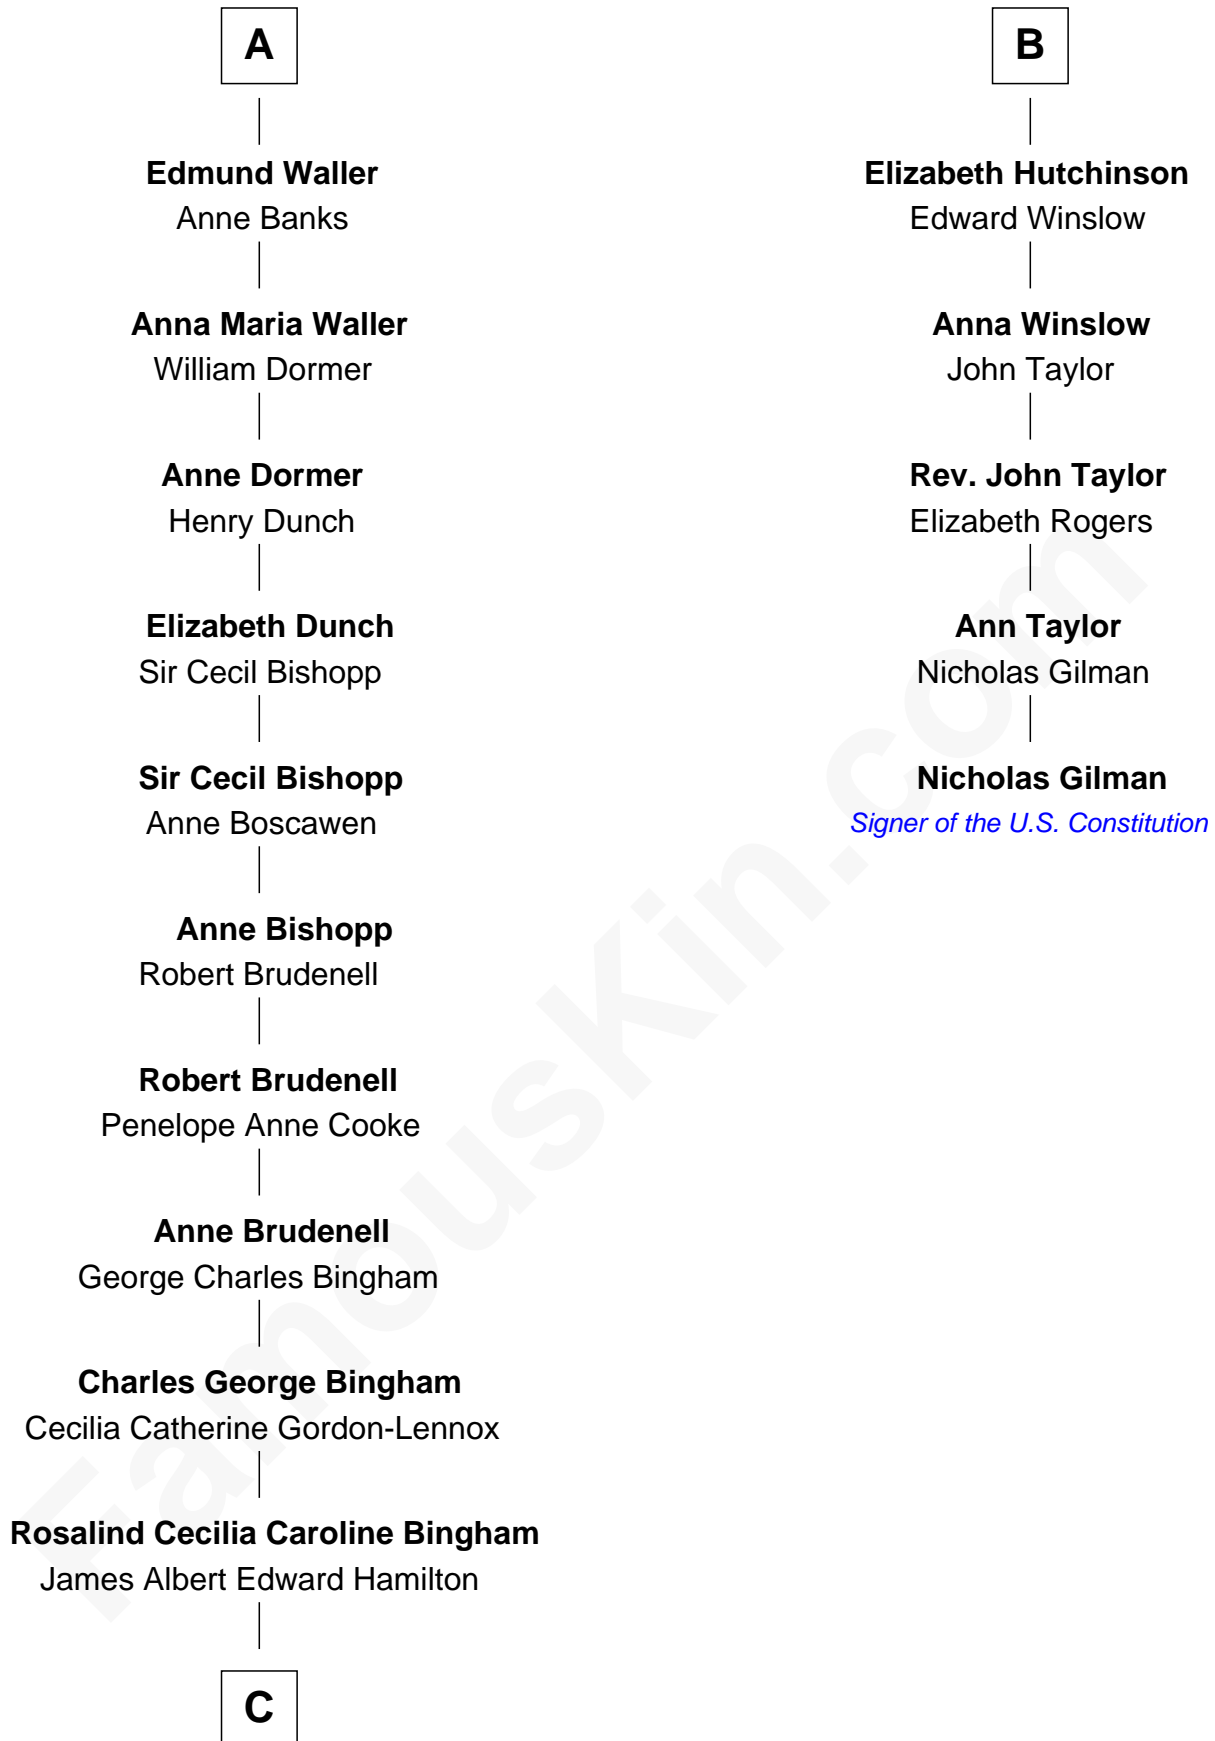 A
Edmund Waller
Anne Banks
Anna Maria Waller
William Dormer
Anne Dormer
Henry Dunch
Elizabeth Dunch
Sir Cecil Bishopp
Sir Cecil Bishopp
Anne Boscawen
Anne Bishopp
Robert Brudenell
Robert Brudenell
Penelope Anne Cooke
Anne Brudenell
George Charles Bingham
Charles George Bingham
Cecilia Catherine Gordon-Lennox
Rosalind Cecilia Caroline Bingham
James Albert Edward Hamilton
C
B
Elizabeth Hutchinson
Edward Winslow
Anna Winslow
John Taylor
Rev. John Taylor
Elizabeth Rogers
Ann Taylor
Nicholas Gilman
Nicholas Gilman
Signer of the U.S. Constitution
FamousKin.com